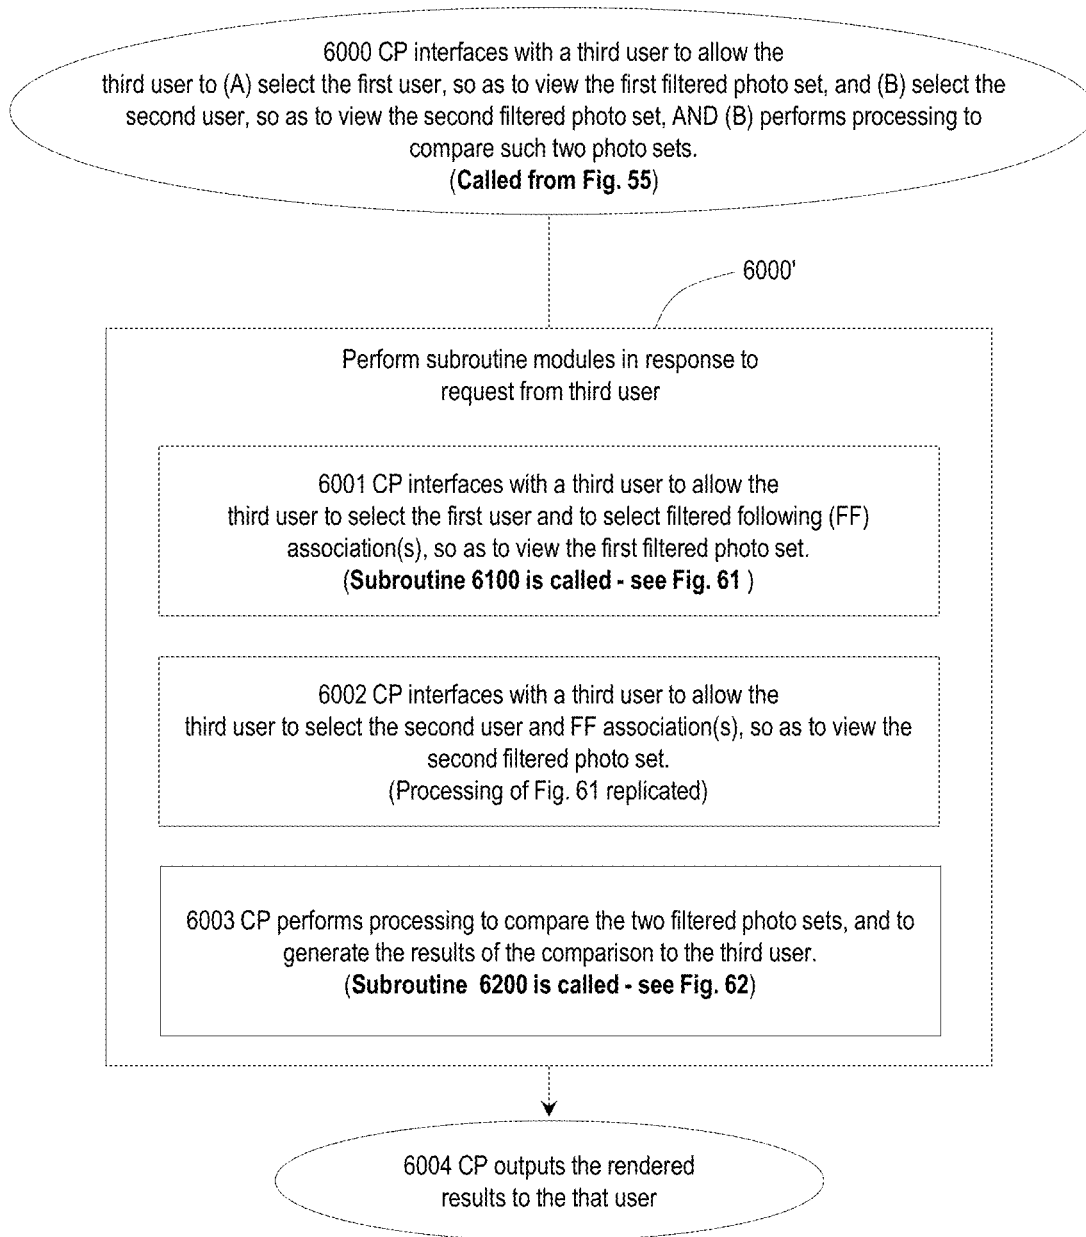 6000 CP interfaces with a third user to allow the
third user to (A) select the first user, so as to view the first filtered photo set, and (B) select the
second user, so as to view the second filtered photo set, AND (B) performs processing to
compare such two photo sets.
(Called from Fig. 55)
6000'
Perform subroutine modules in response to
request from third user
6001 CP interfaces with a third user to allow the
third user to select the first user and to select filtered following (FF)
association(s), so as to view the first filtered photo set.
(Subroutine 6100 is called - see Fig. 61 )
6002 CP interfaces with a third user to allow the
third user to select the second user and FF association(s), so as to view the
second filtered photo set.
(Processing of Fig. 61 replicated)
6003 CP performs processing to compare the two filtered photo sets, and to
generate the results of the comparison to the third user.
(Subroutine 6200 is called - see Fig. 62)
6004 CP outputs the rendered
results to the that user